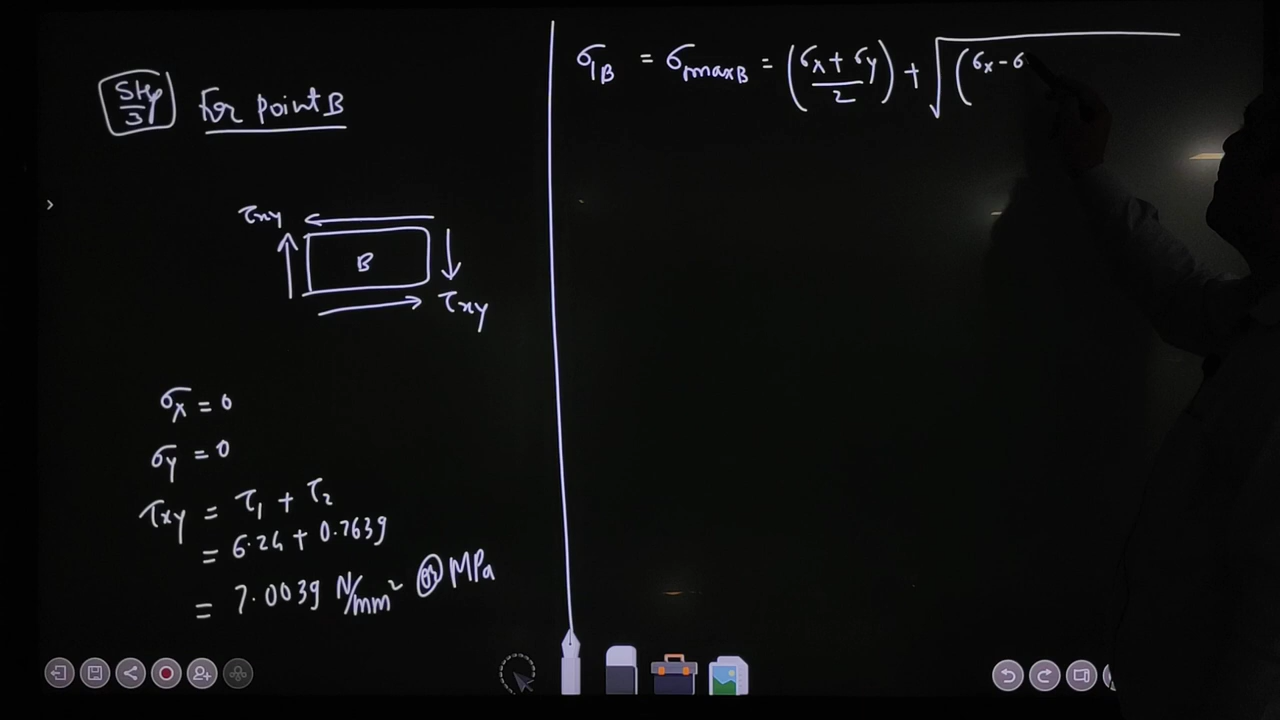 Step 3 For point B
τxy
B
τxy
σx = 0
σy = 0
τxy = τ1 + τ2
= 6.24 + 0.7639
= 7.0039 N/mm² or MPa
σ1B = σmaxB = (σx + σy / 2) + √(σx - σ